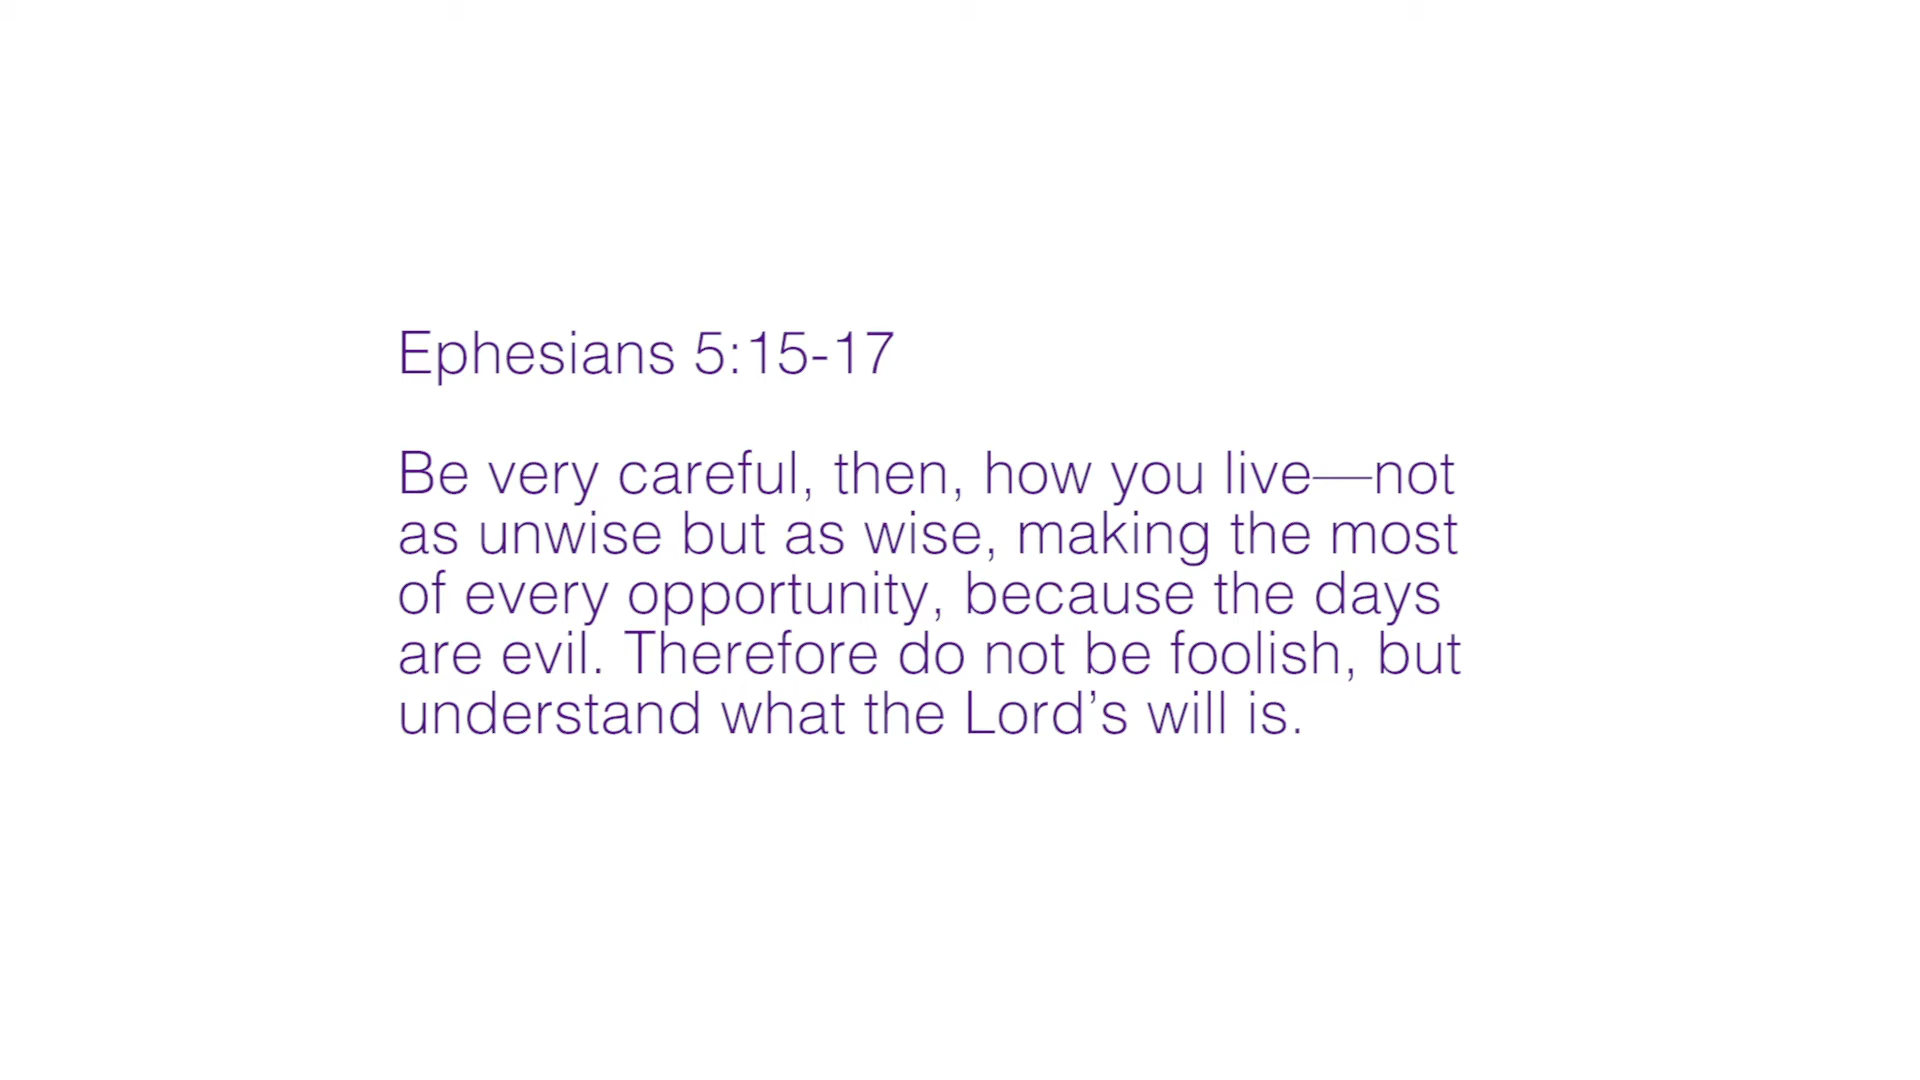 Ephesians 5:15-17
Be very careful, then, how you live—not
as unwise but as wise, making the most
of every opportunity, because the days
are evil. Therefore do not be foolish, but
understand what the Lord’s will is.